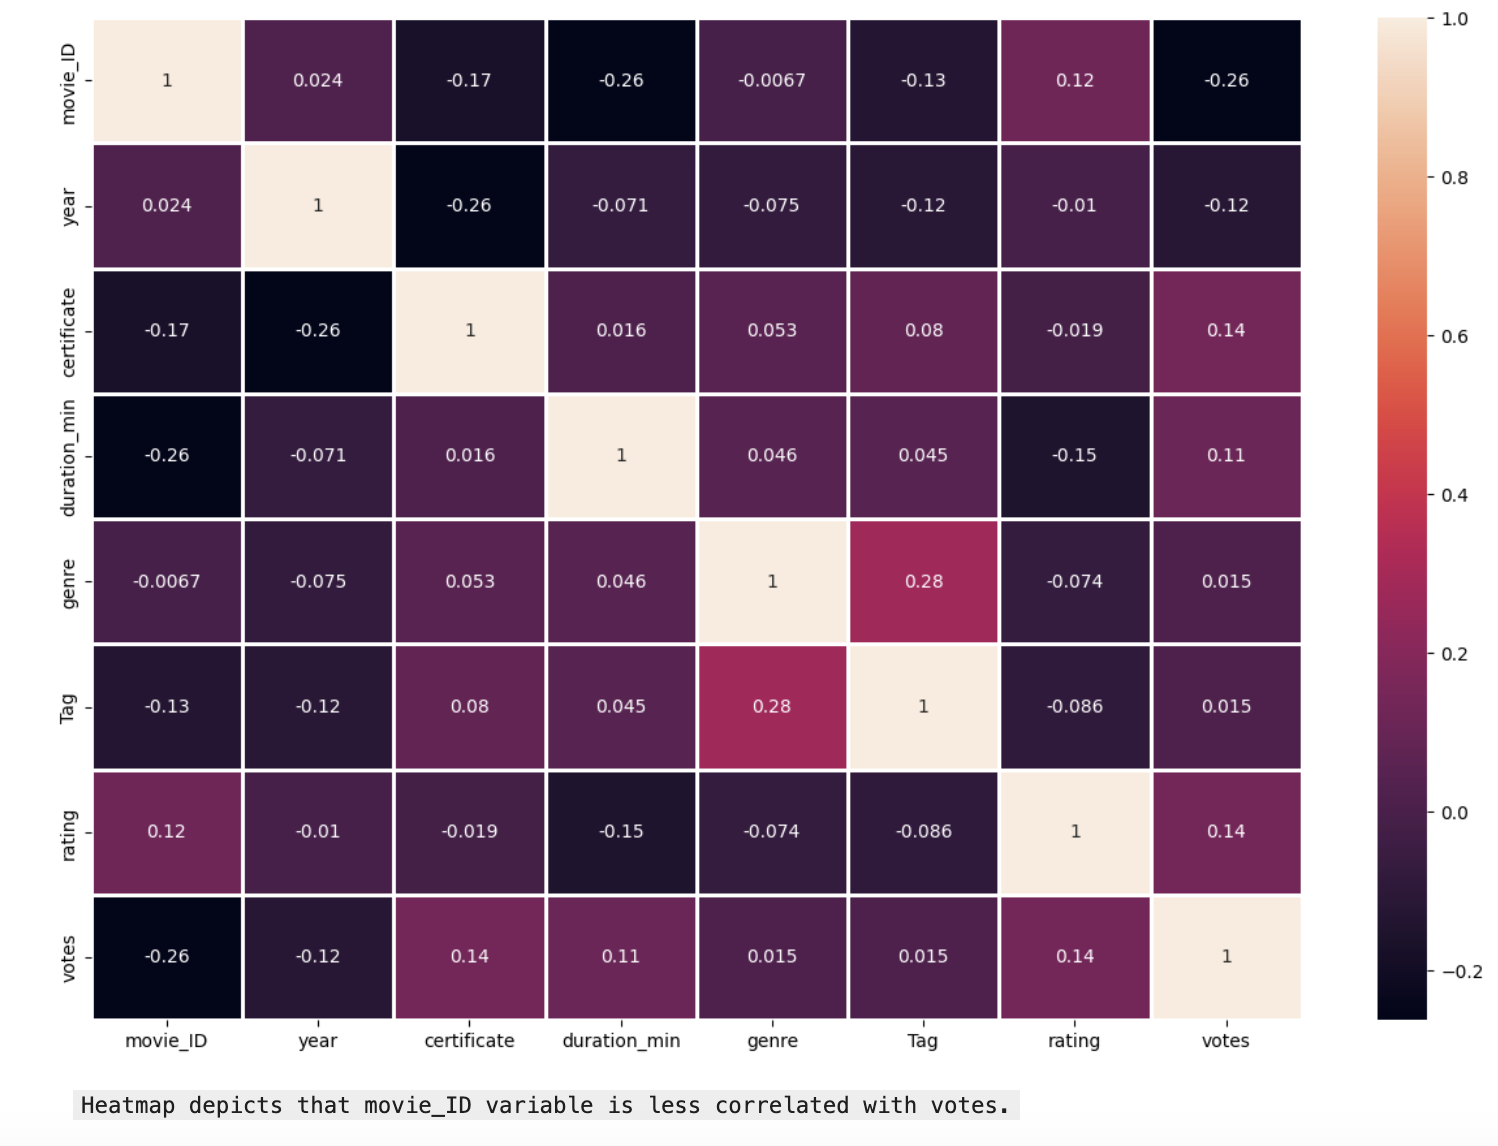 movie_ID 1 0.024 -0.17 -0.26 -0.0067 -0.13 0.12 -0.26
year 0.024 1 -0.26 -0.071 -0.075 -0.12 -0.01 -0.12
certificate -0.17 -0.26 1 0.016 0.053 0.08 -0.019 0.14
duration_min -0.26 -0.071 0.016 1 0.046 0.045 -0.15 0.11
genre -0.0067 -0.075 0.053 0.046 1 0.28 -0.074 0.015
Tag -0.13 -0.12 0.08 0.045 0.28 1 -0.086 0.015
rating 0.12 -0.01 -0.019 -0.15 -0.074 -0.086 1 0.14
votes -0.26 -0.12 0.14 0.11 0.015 0.015 0.14 1
movie_ID year certificate duration_min genre Tag rating votes
1.0
0.8
0.6
0.4
0.2
0.0
−0.2
Heatmap depicts that movie_ID variable is less correlated with votes.